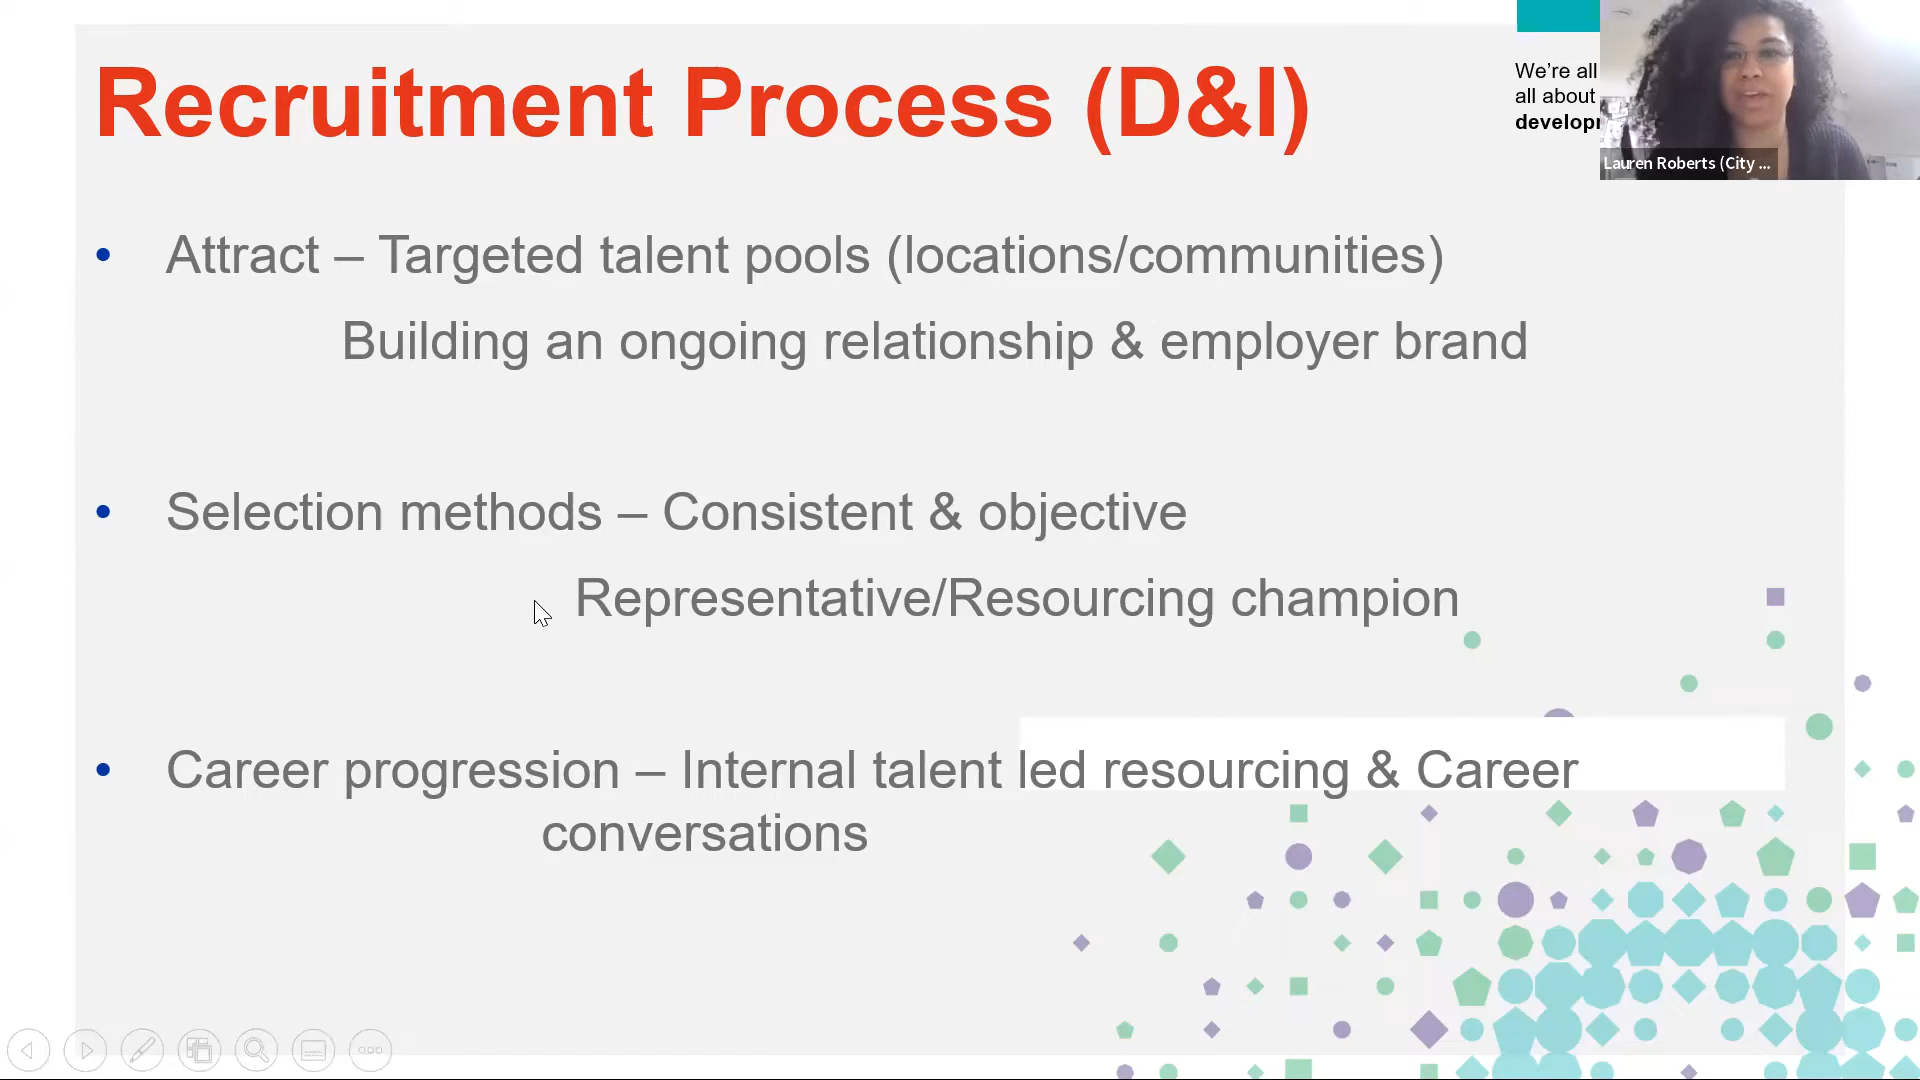 Recruitment Process (D&I)
We're all
all about
develop
Lauren Roberts (City ...
• Attract – Targeted talent pools (locations/communities)
Building an ongoing relationship & employer brand
• Selection methods – Consistent & objective
Representative/Resourcing champion
• Career progression – Internal talent led resourcing & Career
conversations